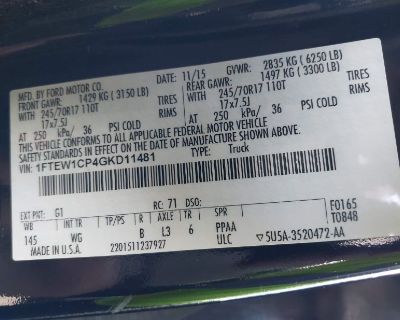 MFD. BY FORD MOTOR CO.
DATE: 11/15 GVWR: 2835 KG (6250 LB)
FRONT GAWR: 1429 KG (3150 LB) REAR GAWR: 1497 KG (3300 LB)
WITH 245/70R17 110T TIRES WITH 245/70R17 110T TIRES
17x7.5J RIMS 17x7.5J RIMS
AT 250 kPa/ 36 PSI COLD AT 250 kPa/ 36 PSI COLD
THIS VEHICLE CONFORMS TO ALL APPLICABLE FEDERAL MOTOR VEHICLE
SAFETY STANDARDS IN EFFECT ON THE DATE OF MANUFACTURE SHOWN ABOVE.
VIN: 1FTEW1CP4GKD11481
TYPE: Truck
F0165
T0848
EXT PNT: G1 RC: 71 DSO:
WB INT TR TP/PS R AXLE TR SPR
145 WG B L3 6 PPAA
ULC
MADE IN U.S.A. 2201511237927 5U5A-3520472-AA